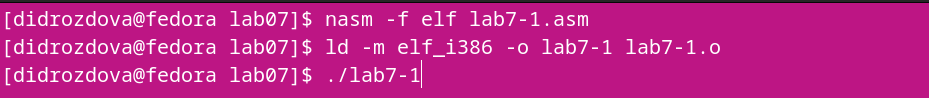 [didrozdova@fedora lab07]$ nasm -f elf lab7-1.asm
[didrozdova@fedora lab07]$ ld -m elf_i386 -o lab7-1 lab7-1.o
[didrozdova@fedora lab07]$ ./lab7-1